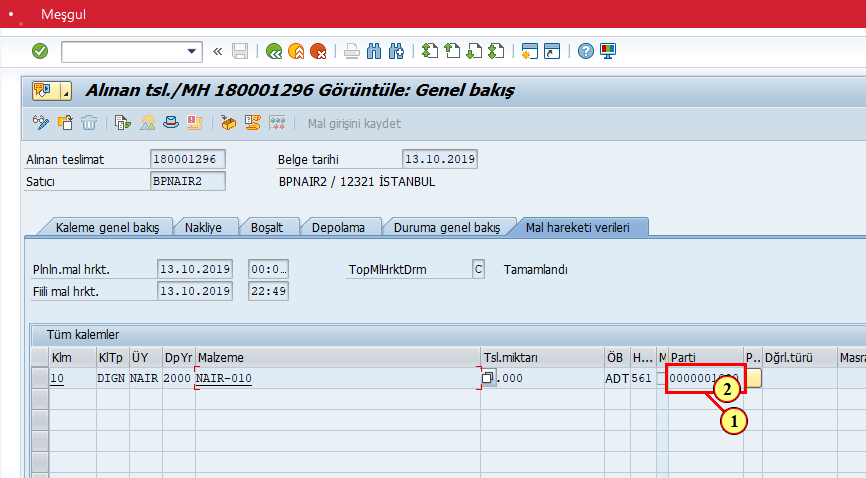 Meşgul
Alınan tsl./MH 180001296 Görüntüle: Genel bakış
Mal girişini kaydet
Alınan teslimat 180001296 Belge tarihi 13.10.2019
Satıcı BPNAIR2 BPNAIR2 / 12321 İSTANBUL
Kaleme genel bakış Nakliye Boşalt Depolama Duruma genel bakış Mal hareketi verileri
Plnln.mal hrkt. 13.10.2019 00:0… TopMlHrktDrm C Tamamlandı
Fiili mal hrkt. 13.10.2019 22:49
Tüm kalemler
Klm KlTp ÜY DpYr Malzeme Tsl.miktarı ÖB H... M Parti P.. Dğrl.türü Masra
10 DIGN NAIR 2000 NAIR-010 .000 ADT 561
2
1